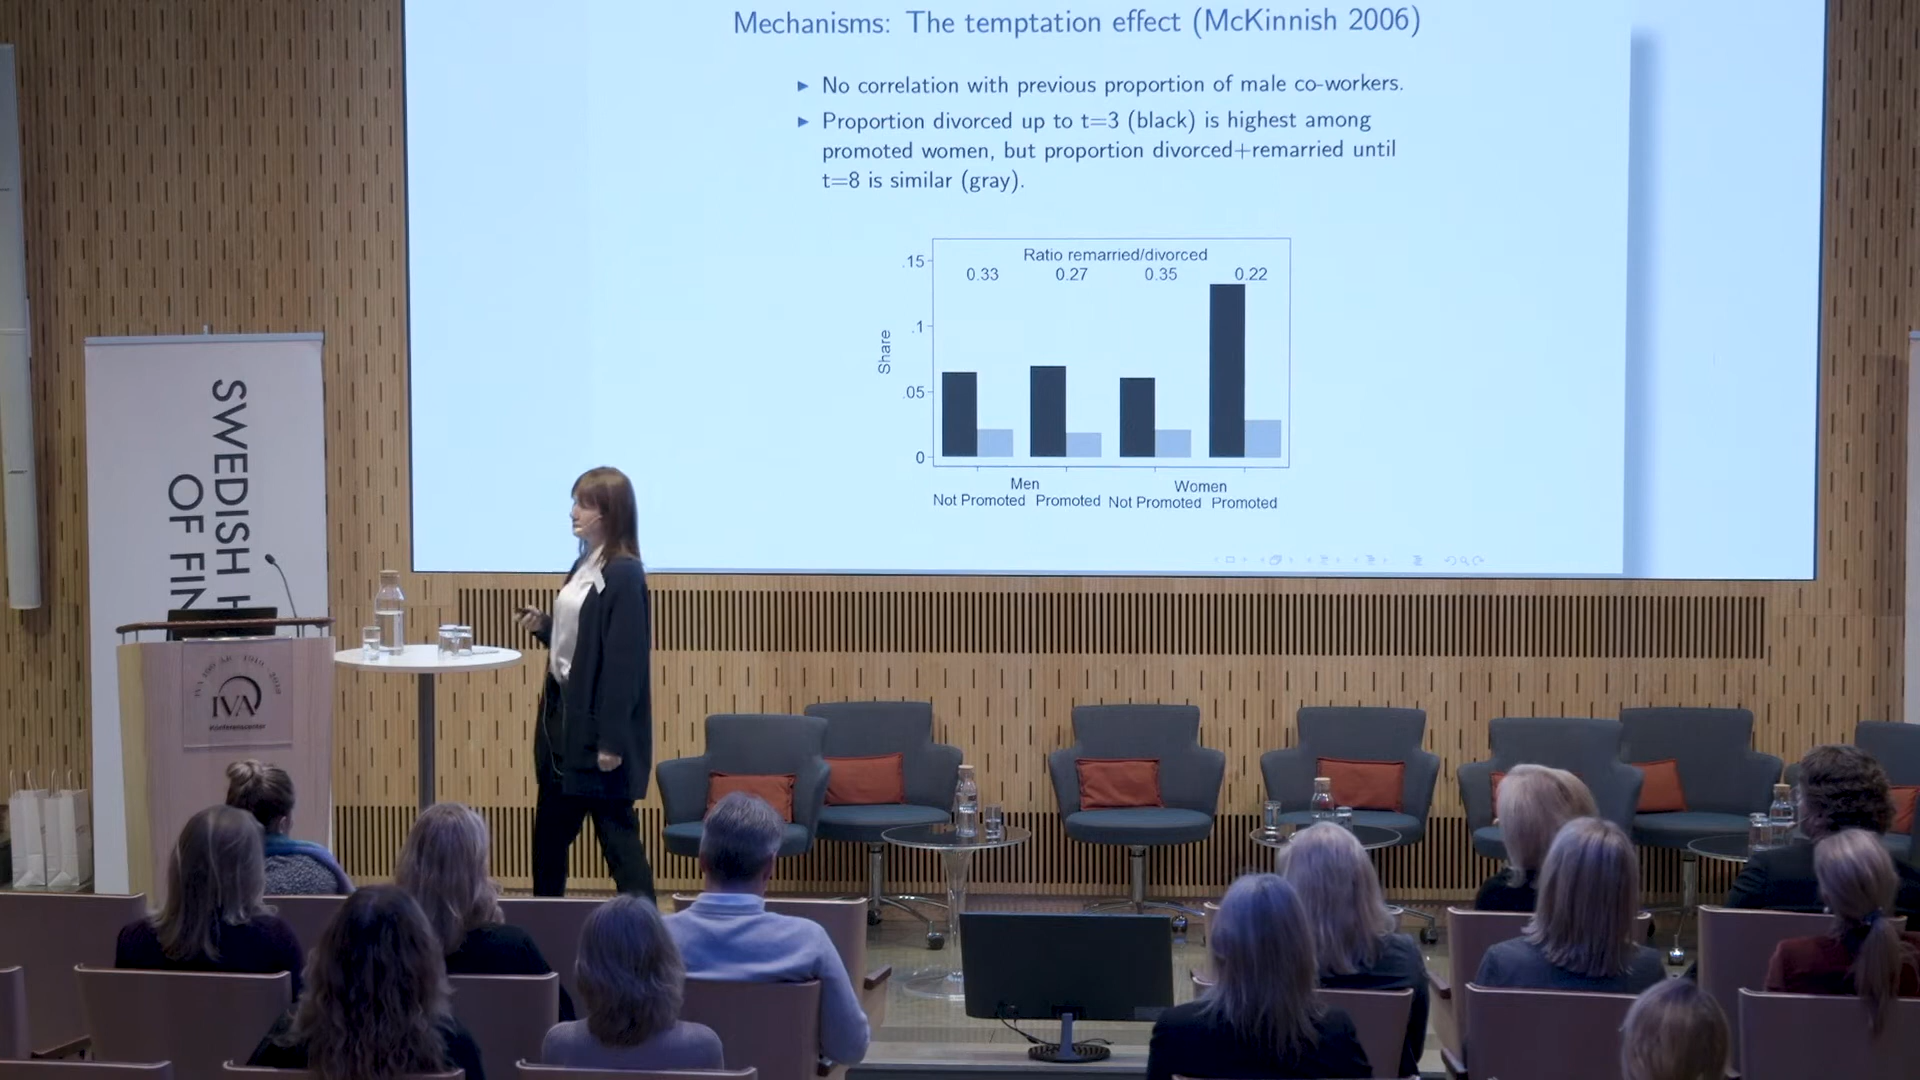 Mechanisms: The temptation effect (McKinnish 2006)
► No correlation with previous proportion of male co-workers.
► Proportion divorced up to t=3 (black) is highest among
promoted women, but proportion divorced+remarried until
t=8 is similar (gray).
Ratio remarried/divorced
0.33 0.27 0.35 0.22
.15
.1
.05
0
Share
Men Women
Not Promoted Promoted Not Promoted Promoted
SWEDISH H
OF FIN
IVA
Konferenscenter